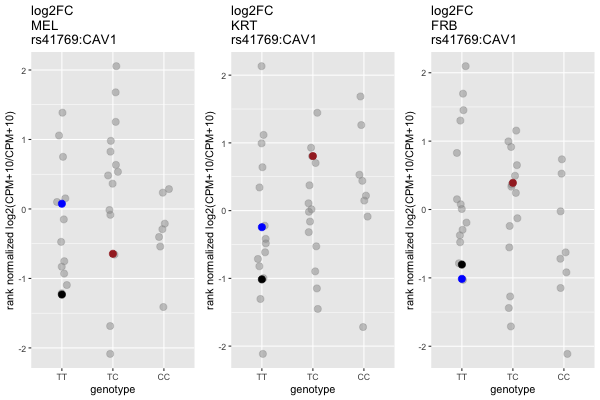 log2FC
MEL
rs41769:CAV1
rank normalized log2(CPM+10/CPM+10)
2
1
0
-1
-2
TT
TC
CC
genotype
log2FC
KRT
rs41769:CAV1
rank normalized log2(CPM+10/CPM+10)
2
1
0
-1
-2
TT
TC
CC
genotype
log2FC
FRB
rs41769:CAV1
rank normalized log2(CPM+10/CPM+10)
2
1
0
-1
-2
TT
TC
CC
genotype